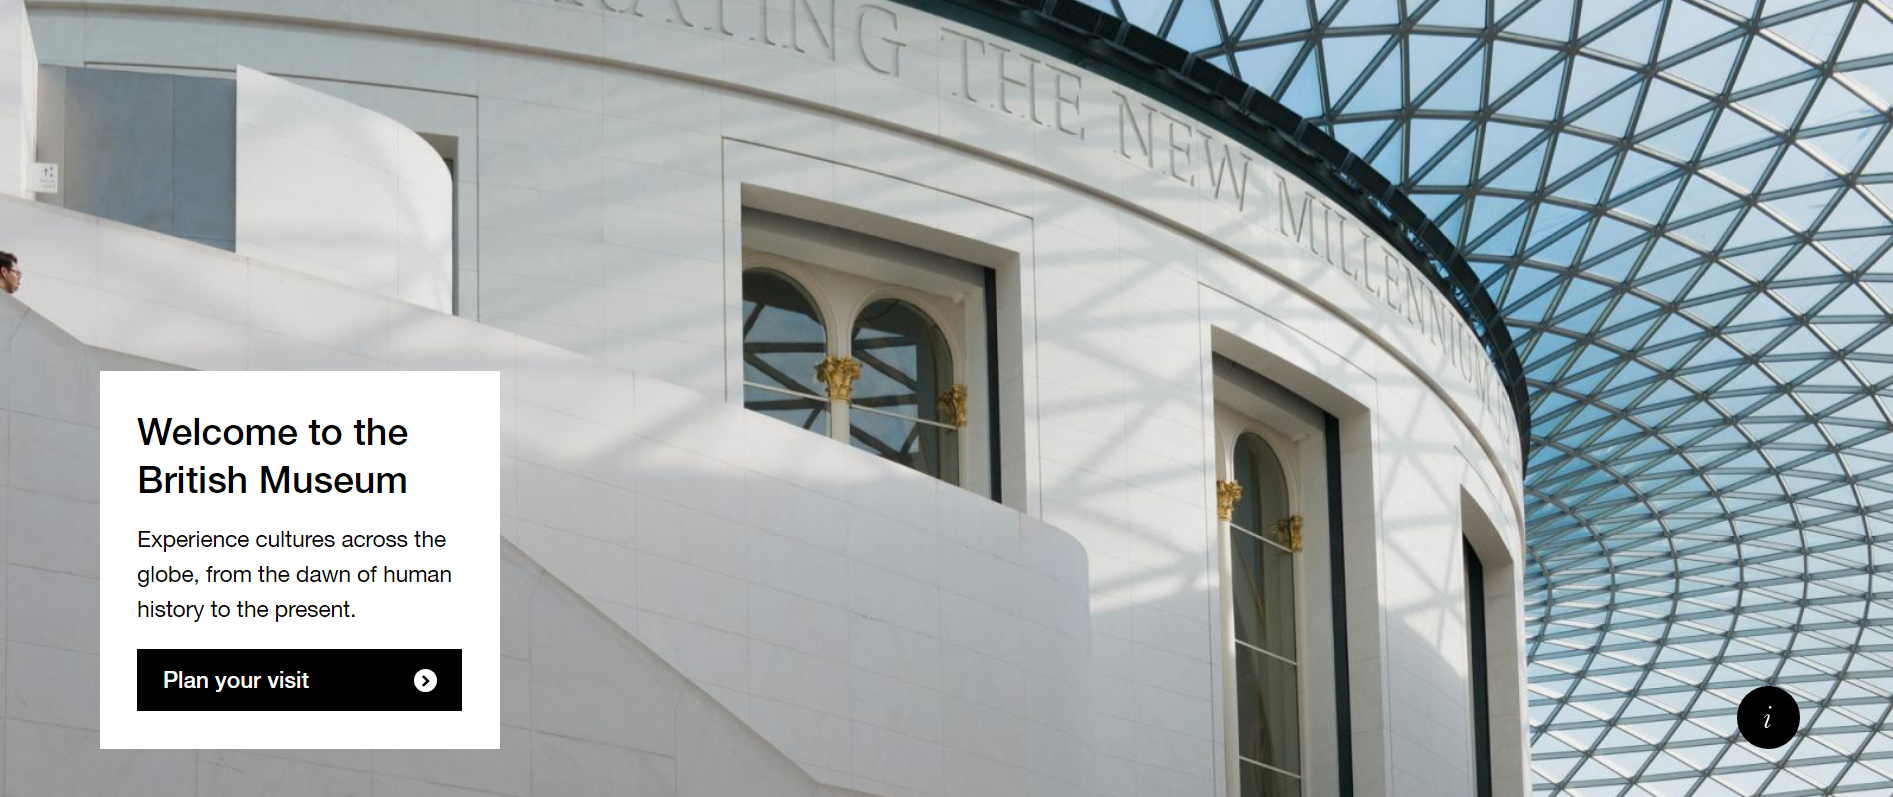 THE NEW MILLENNIUM
Welcome to the
British Museum
Experience cultures across the
globe, from the dawn of human
history to the present.
Plan your visit
i